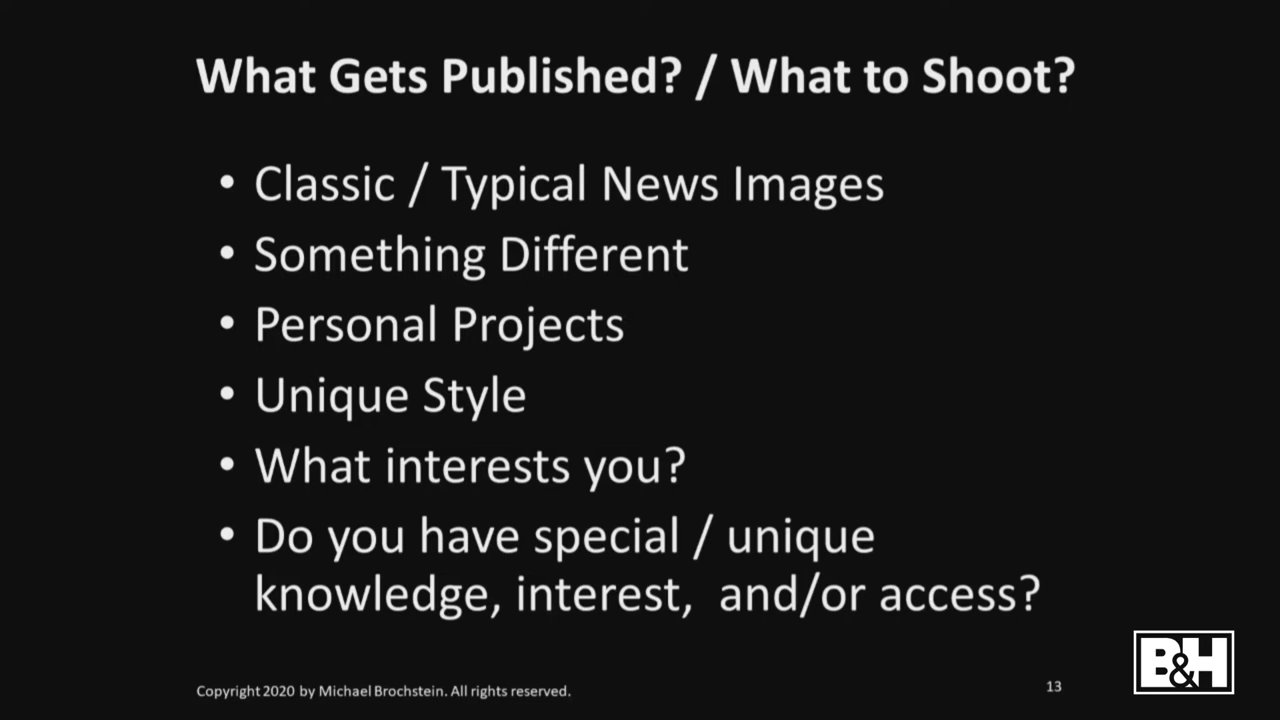 What Gets Published? / What to Shoot?
• Classic / Typical News Images
• Something Different
• Personal Projects
• Unique Style
• What interests you?
• Do you have special / unique
knowledge, interest,  and/or access?
Copyright 2020 by Michael Brochstein. All rights reserved.
13
B&H